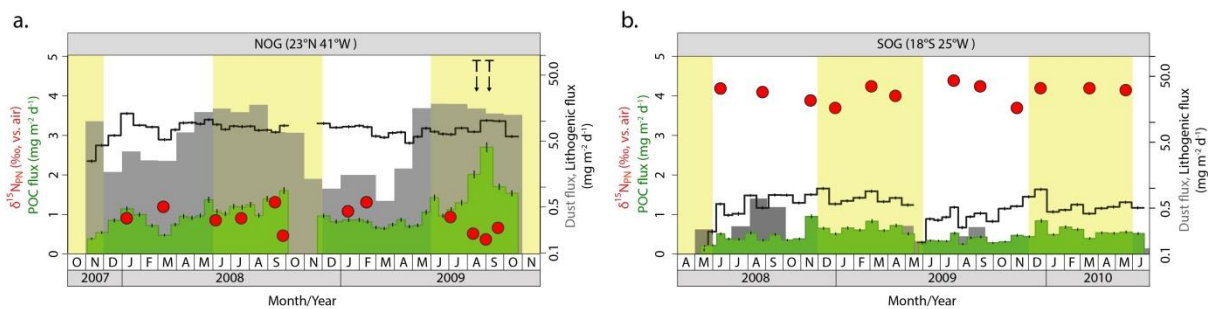 a.
NOG (23°N 41°W)
δ15NPN (‰, vs. air)
POC flux (mg m-2 d-1)
5
4
3
2
1
0
50.0
5.0
0.5
0.1
Dust flux, Lithogenic flux
(mg m-2 d-1)
T T
O N D J F M A M J J A S O N D J F M A M J J A S O N
2007 2008 2009
Month/Year
b.
SOG (18°S 25°W)
δ15NPN (‰, vs. air)
POC flux (mg m-2 d-1)
5
4
3
2
1
0
50.0
5.0
0.5
0.1
Dust flux, Lithogenic flux
(mg m-2 d-1)
A M J J A S O N D J F M A M J J A S O N D J F M A M J
2008 2009 2010
Month/Year